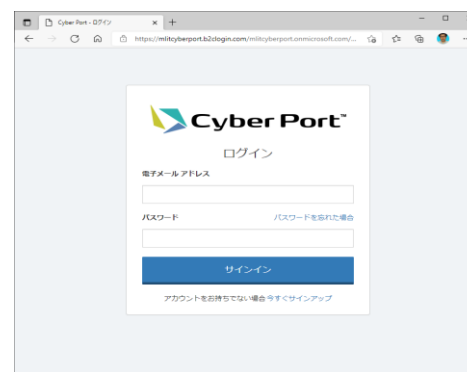 Cyber Port - ログイン
https://mlitcyberport.b2clogin.com/mlitcyberport.onmicrosoft.com/...
Cyber Port™
ログイン
電子メール アドレス
パスワード パスワードを忘れた場合
サインイン
アカウントをお持ちでない場合 今すぐサインアップ